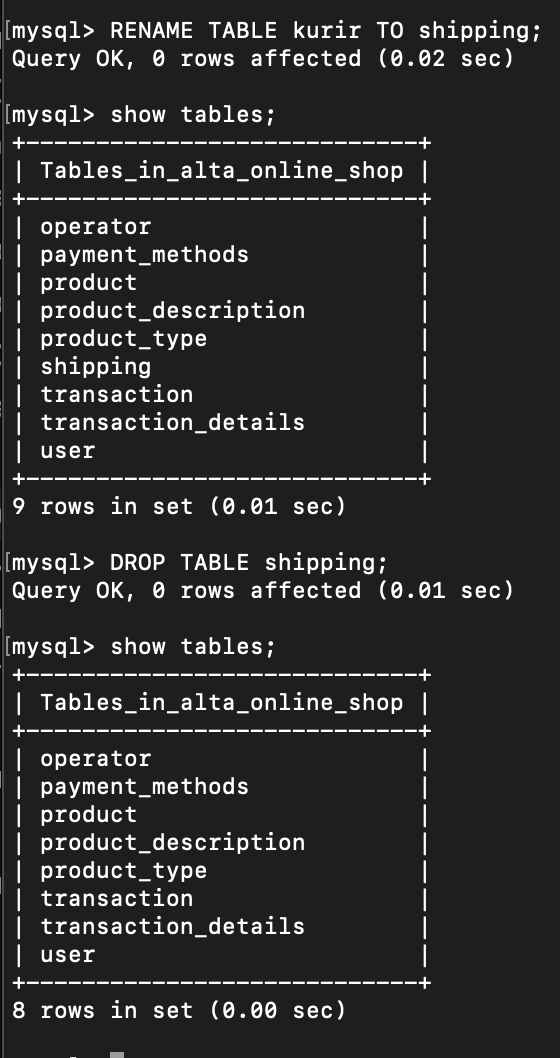 [mysql> RENAME TABLE kurir TO shipping;
Query OK, 0 rows affected (0.02 sec)
[mysql> show tables;
+-----------------------------+
| Tables_in_alta_online_shop |
+-----------------------------+
| operator |
| payment_methods |
| product |
| product_description |
| product_type |
| shipping |
| transaction |
| transaction_details |
| user |
+-----------------------------+
9 rows in set (0.01 sec)
[mysql> DROP TABLE shipping;
Query OK, 0 rows affected (0.01 sec)
[mysql> show tables;
+-----------------------------+
| Tables_in_alta_online_shop |
+-----------------------------+
| operator |
| payment_methods |
| product |
| product_description |
| product_type |
| transaction |
| transaction_details |
| user |
+-----------------------------+
8 rows in set (0.00 sec)